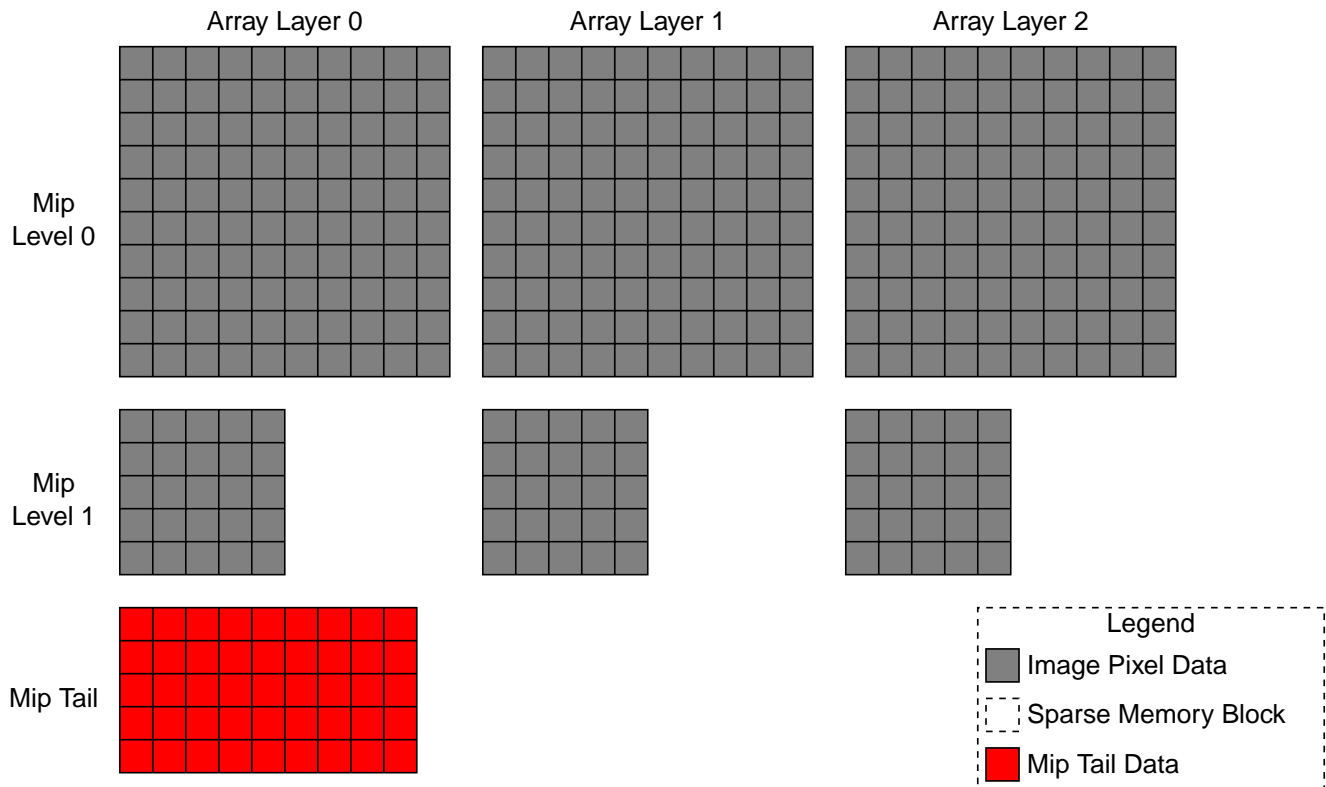 Array Layer 0
Array Layer 1
Array Layer 2
Mip
Level 0
Mip
Level 1
Mip Tail
Legend
Image Pixel Data
Sparse Memory Block
Mip Tail Data